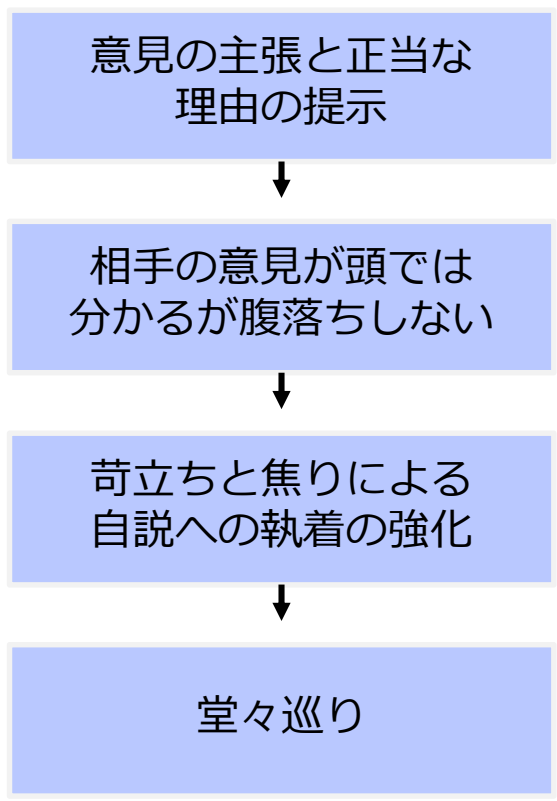 意見の主張と正当な
理由の提示
相手の意見が頭では
分かるが腹落ちしない
苛立ちと焦りによる
自説への執着の強化
堂々巡り